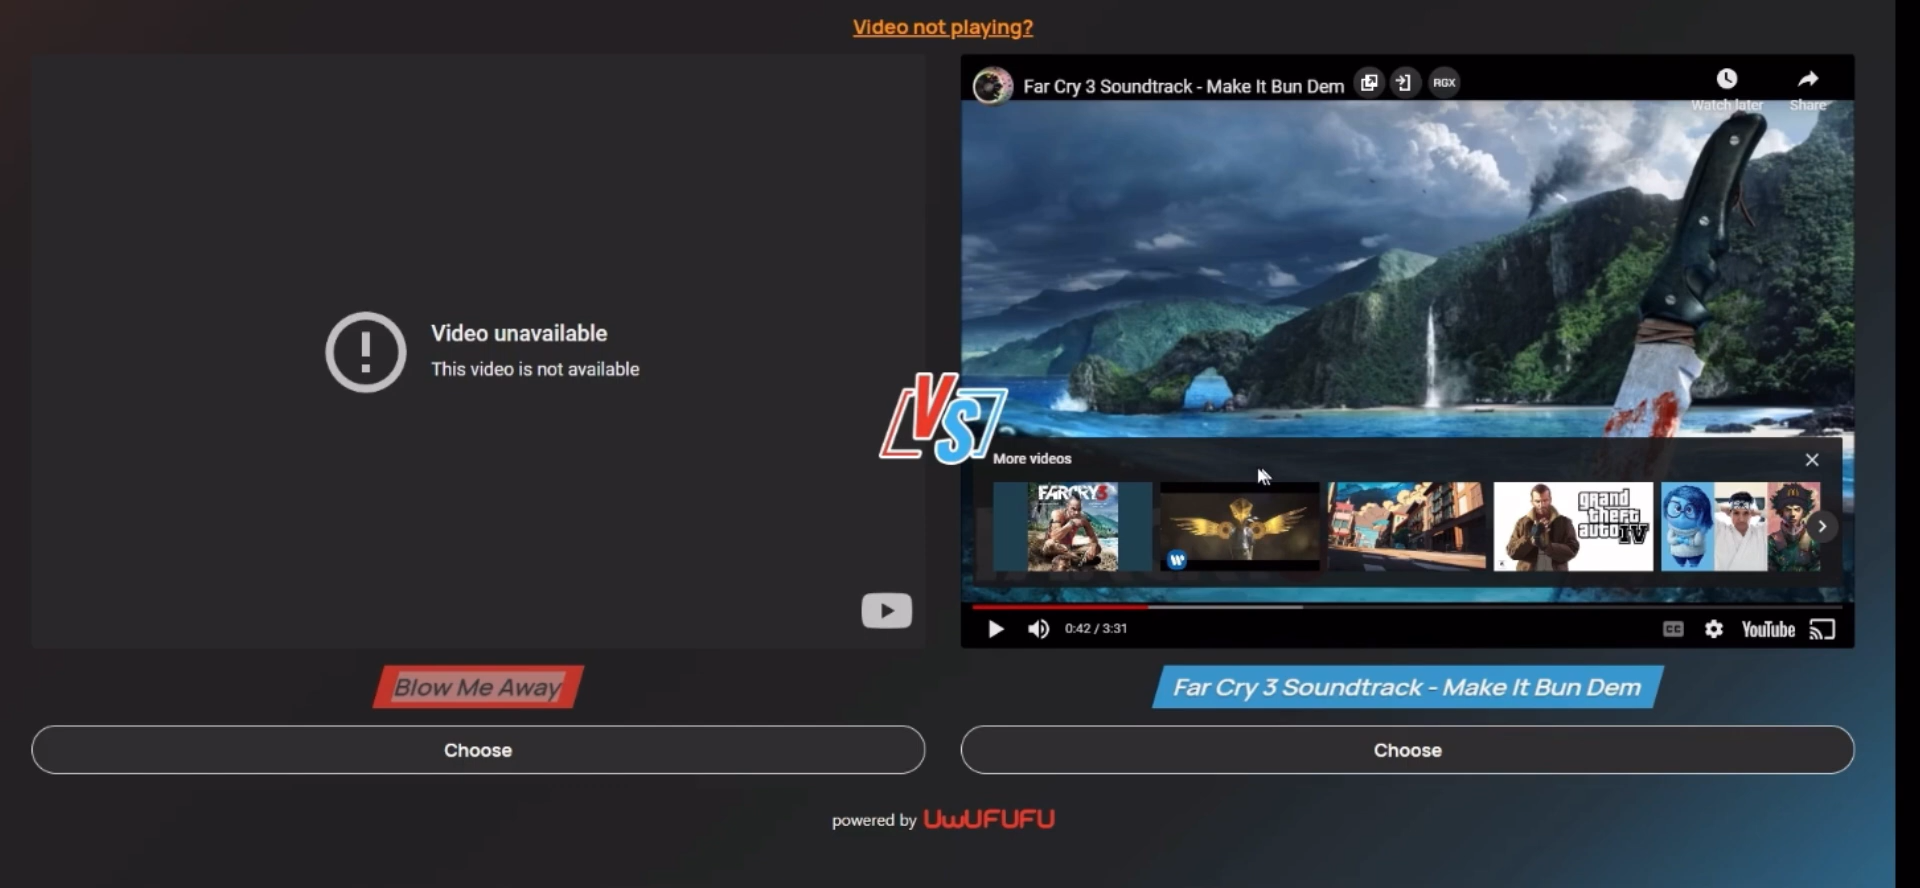 Video not playing?
Video unavailable
This video is not available
VS
Far Cry 3 Soundtrack - Make It Bun Dem
RGX
Watch later
Share
More videos
FARCRY3
grand
theft
auto IV
0:42 / 3:31
CC
YouTube
Blow Me Away
Far Cry 3 Soundtrack - Make It Bun Dem
Choose
Choose
powered by UwUFUFU